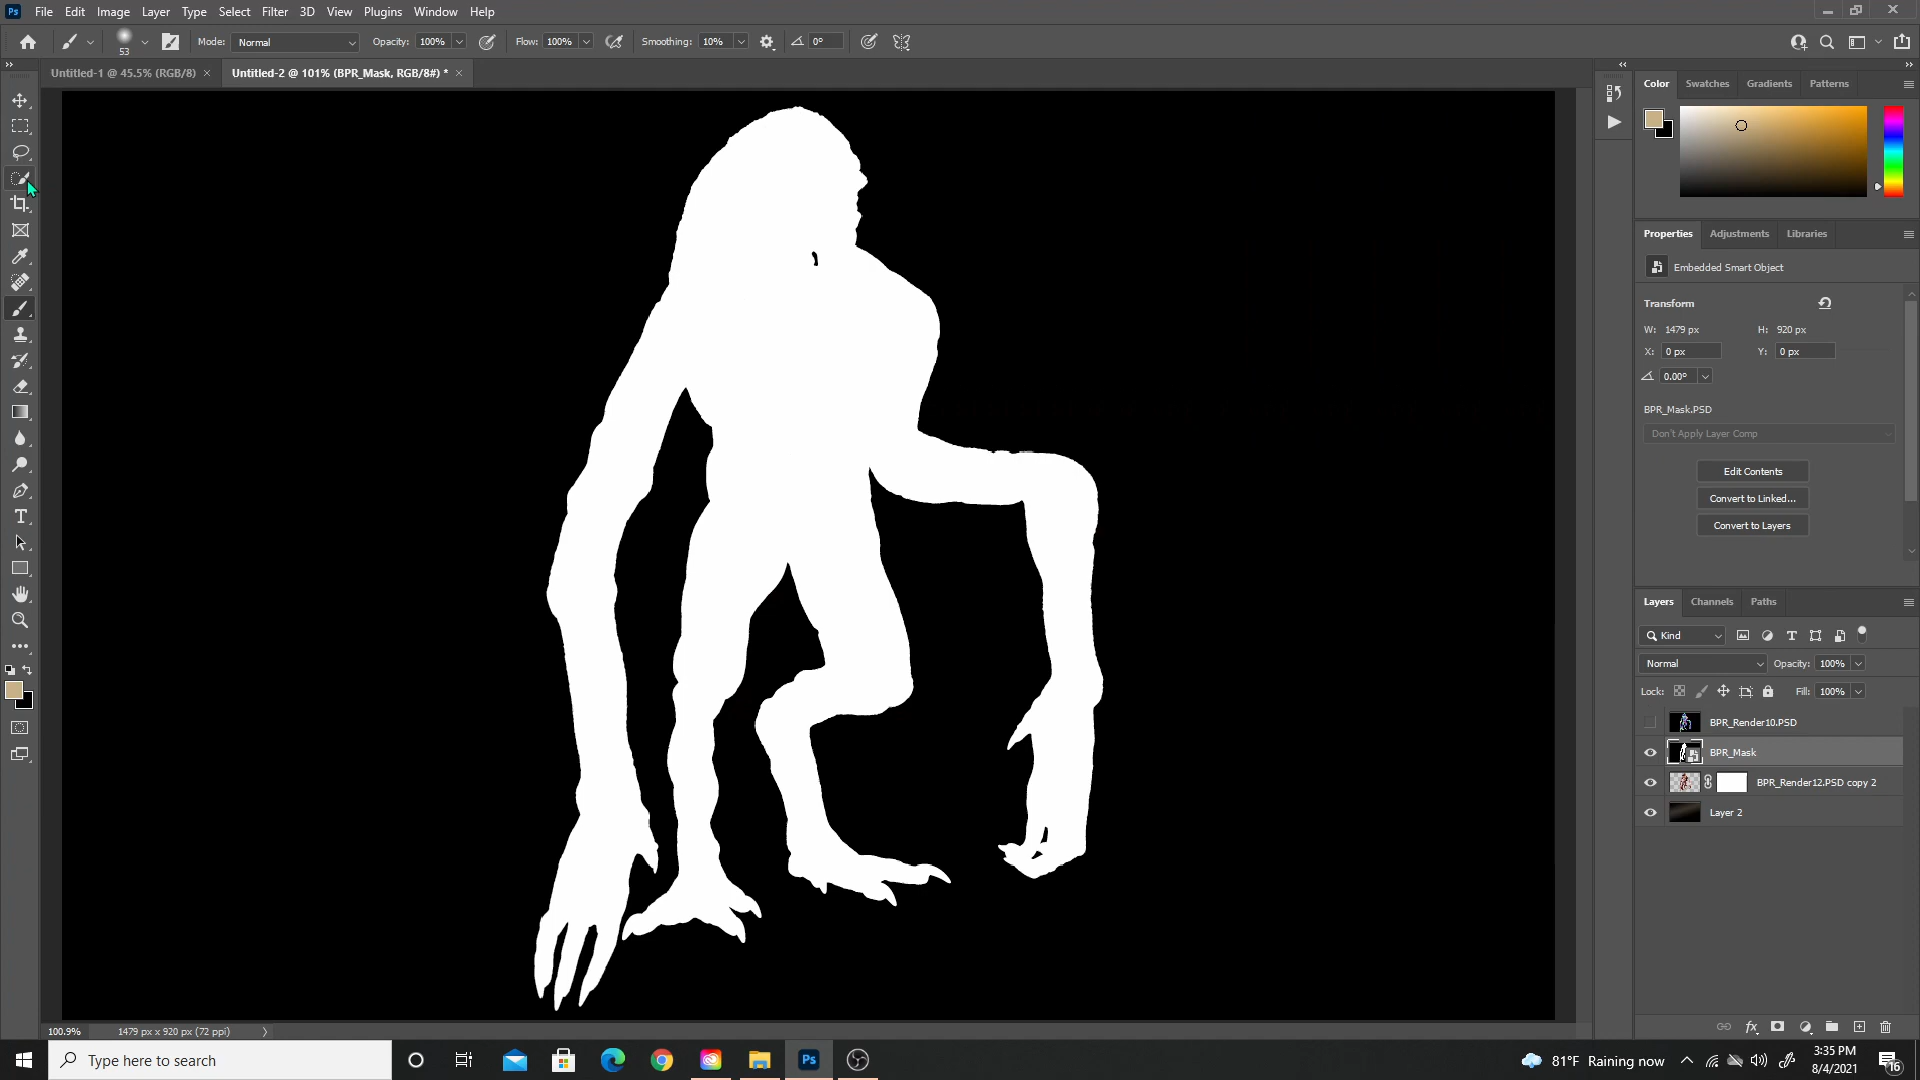 Ps File Edit Image Layer Type Select Filter 3D View Plugins Window Help
53 Mode: Normal Opacity: 100% Flow: 100% Smoothing: 10% 0°
Untitled-1 @ 45.5% (RGB/8) × Untitled-2 @ 101% (BPR_Mask, RGB/8#) * ×
Color Swatches Gradients Patterns
Properties Adjustments Libraries
Embedded Smart Object
Transform
W: 1479 px H: 920 px
X: 0 px Y: 0 px
0.00°
BPR_Mask.PSD
Don't Apply Layer Comp
Edit Contents
Convert to Linked...
Convert to Layers
Layers Channels Paths
Kind
Normal Opacity: 100%
Lock: Fill: 100%
BPR_Render10.PSD
BPR_Mask
BPR_Render12.PSD copy 2
Layer 2
fx
100.9% 1479 px x 920 px (72 ppi)
Type here to search
Ps
81°F Raining now
3:35 PM
8/4/2021
16